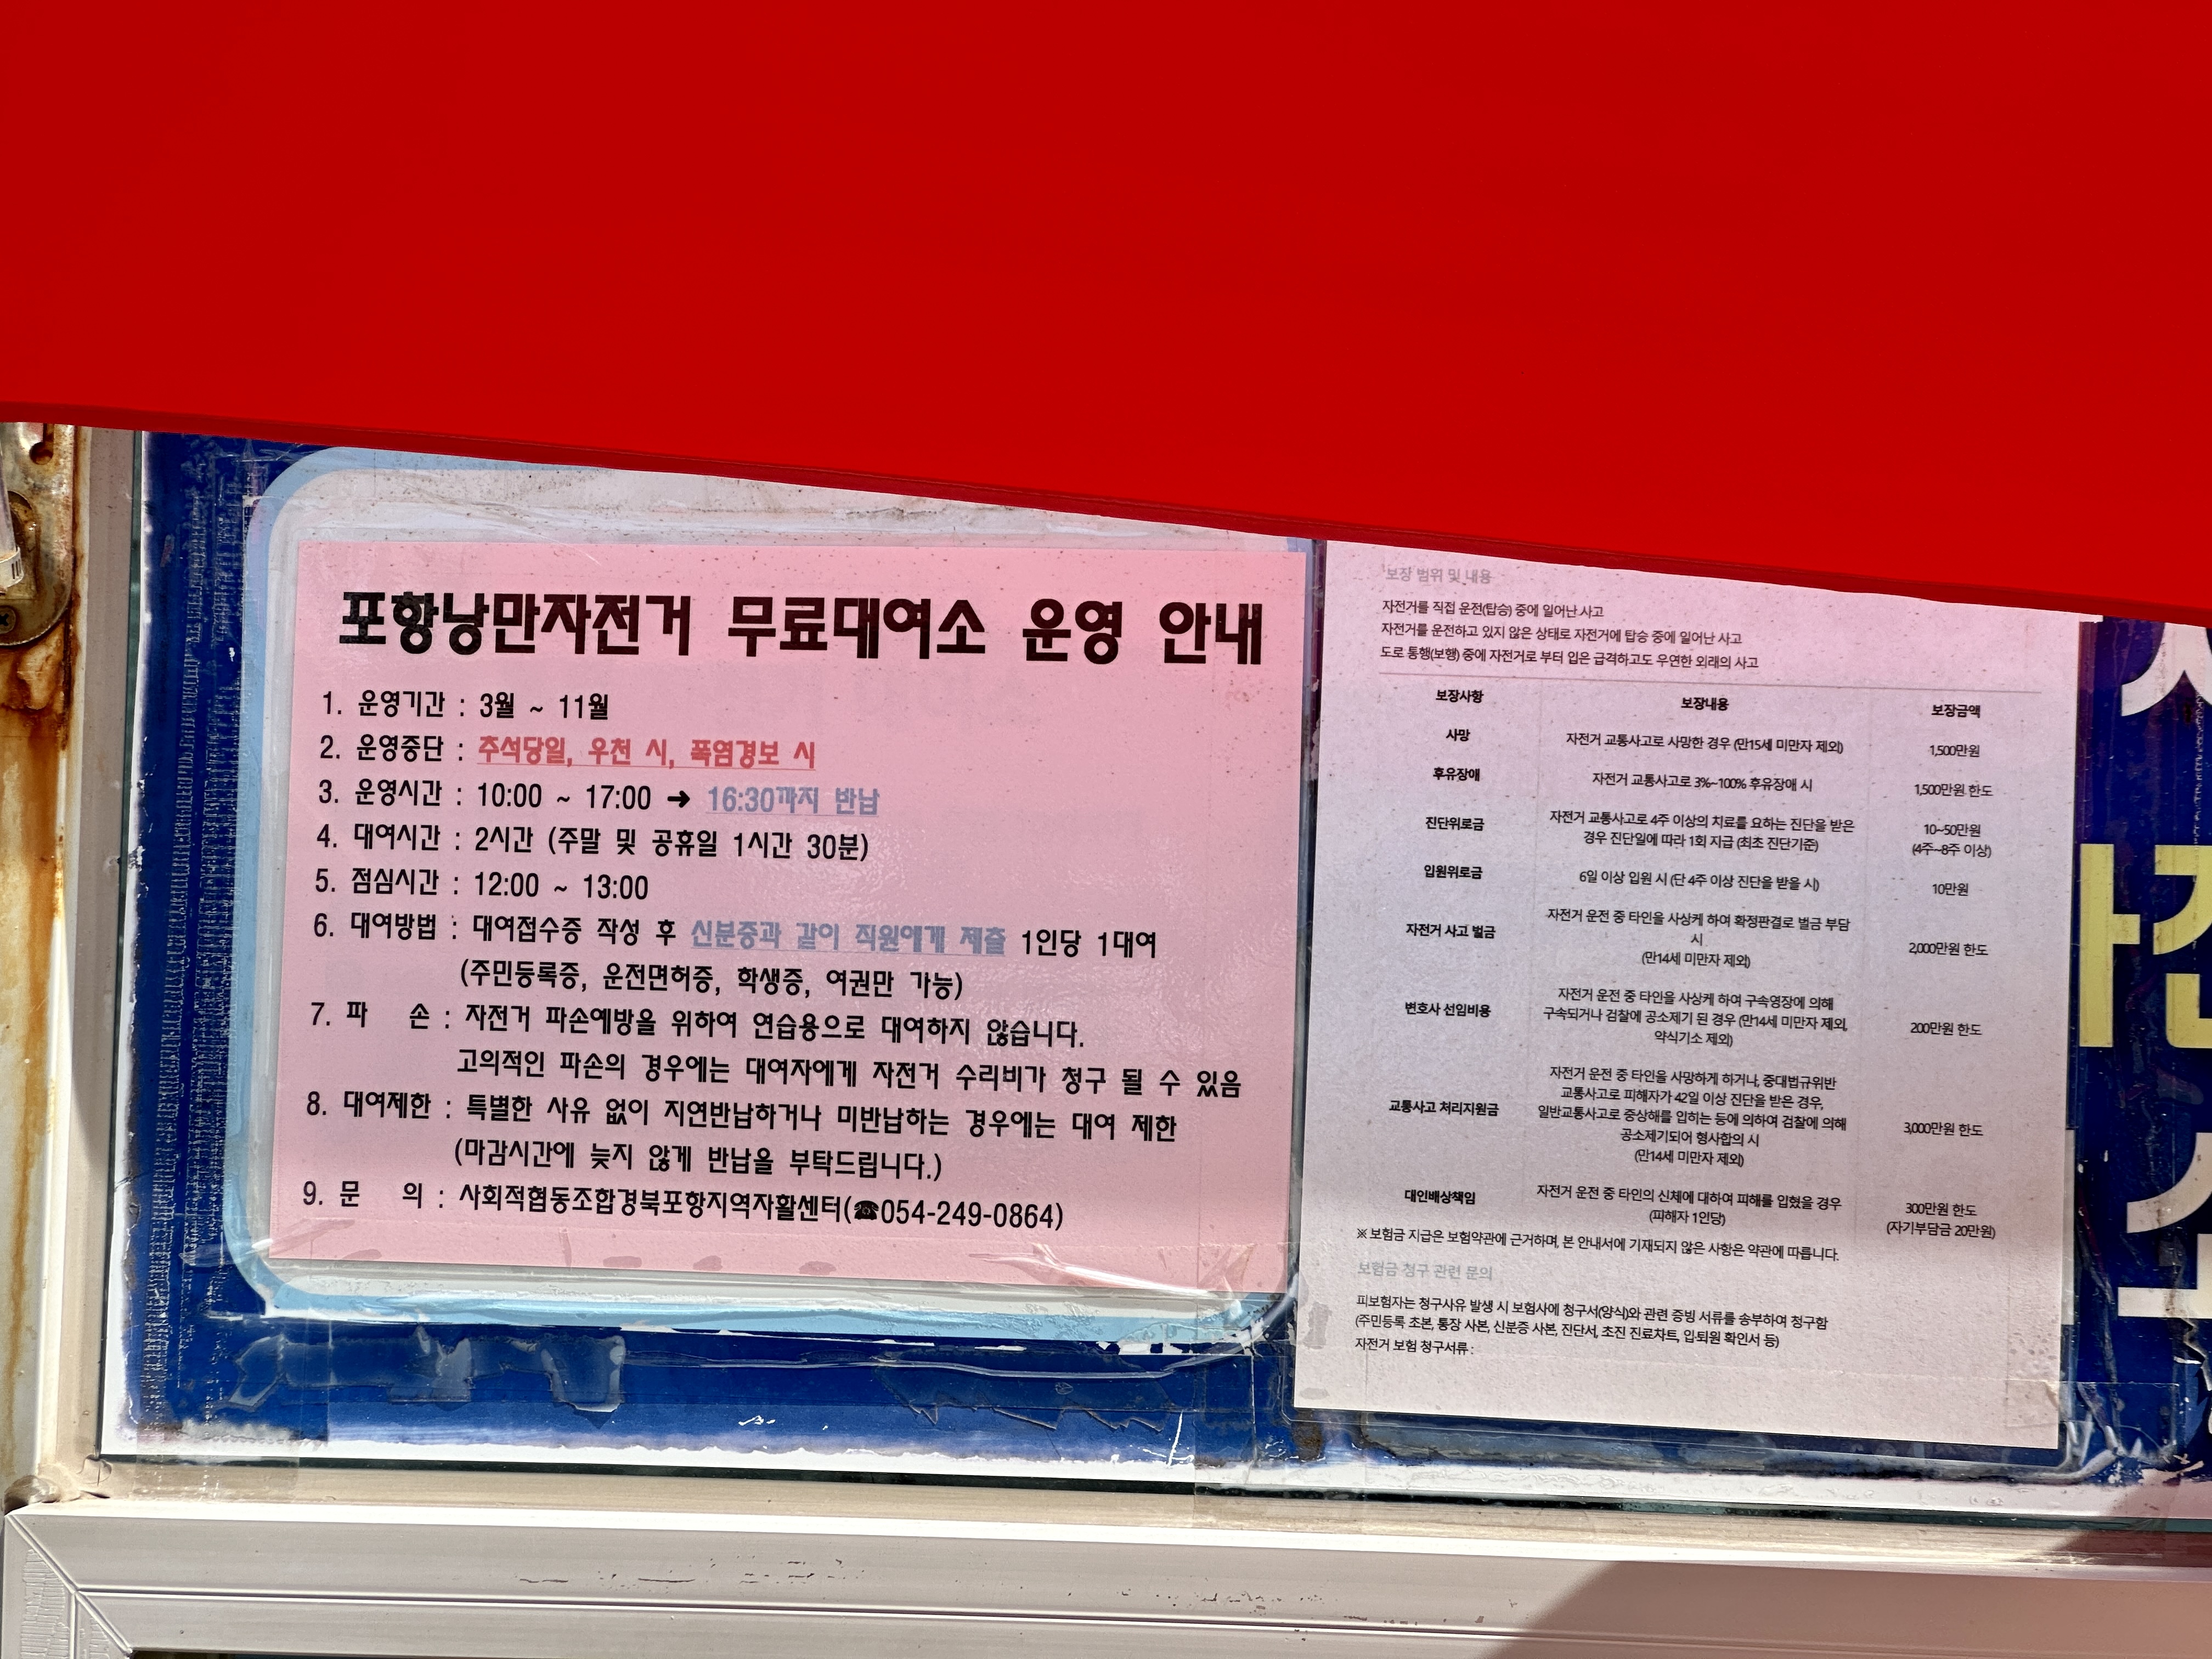 포항낭만자전거 무료대여소 운영 안내
1. 운영기간 : 3월 ~ 11월
2. 운영중단 : 추석당일, 우천 시, 폭염경보 시
3. 운영시간 : 10:00 ~ 17:00 ➜ 16:30까지 반납
4. 대여시간 : 2시간 (주말 및 공휴일 1시간 30분)
5. 점심시간 : 12:00 ~ 13:00
6. 대여방법 : 대여접수증 작성 후 신분증과 같이 직원에게 제출 1인당 1대여
(주민등록증, 운전면허증, 학생증, 여권만 가능)
7. 파 손 : 자전거 파손예방을 위하여 연습용으로 대여하지 않습니다.
고의적인 파손의 경우에는 대여자에게 자전거 수리비가 청구 될 수 있음
8. 대여제한 : 특별한 사유 없이 지연반납하거나 미반납하는 경우에는 대여 제한
(마감시간에 늦지 않게 반납을 부탁드립니다.)
9. 문 의 : 사회적협동조합경북포항지역자활센터(☎054-249-0864)
보장 범위 및 내용
자전거를 직접 운전(탑승) 중에 일어난 사고
자전거를 운전하고 있지 않은 상태로 자전거에 탑승 중에 일어난 사고
도로 통행(보행) 중에 자전거로 부터 입은 급격하고도 우연한 외래의 사고
보장사항 보장내용 보장금액
사망 자전거 교통사고로 사망한 경우 (만15세 미만자 제외) 1,500만원
후유장애 자전거 교통사고로 3%~100% 후유장애 시 1,500만원 한도
진단위로금 자전거 교통사고로 4주 이상의 치료를 요하는 진단을 받은 10~50만원
경우 진단일에 따라 1회 지급 (최초 진단기준) (4주~8주 이상)
입원위로금 6일 이상 입원 시 (단 4주 이상 진단을 받을 시) 10만원
자전거 운전 중 타인을 사상케 하여 확정판결로 벌금 부담
자전거 사고 벌금 시 2,000만원 한도
(만14세 미만자 제외)
자전거 운전 중 타인을 사상케 하여 구속영장에 의해
변호사 선임비용 구속되거나 검찰에 공소제기 된 경우 (만14세 미만자 제외, 200만원 한도
약식기소 제외)
자전거 운전 중 타인을 사망하게 하거나, 중대법규위반
교통사고로 피해자가 42일 이상 진단을 받은 경우,
교통사고 처리지원금 일반교통사고로 중상해를 입히는 등에 의하여 검찰에 의해 3,000만원 한도
공소제기되어 형사합의 시
(만14세 미만자 제외)
대인배상책임 자전거 운전 중 타인의 신체에 대하여 피해를 입혔을 경우 300만원 한도
(피해자 1인당) (자기부담금 20만원)
※ 보험금 지급은 보험약관에 근거하며, 본 안내서에 기재되지 않은 사항은 약관에 따릅니다.
보험금 청구 관련 문의
피보험자는 청구사유 발생 시 보험사에 청구서(양식)와 관련 증빙 서류를 송부하여 청구함
(주민등록 초본, 통장 사본, 신분증 사본, 진단서, 초진 진료차트, 입·퇴원 확인서 등)
자전거 보험 청구서류 :